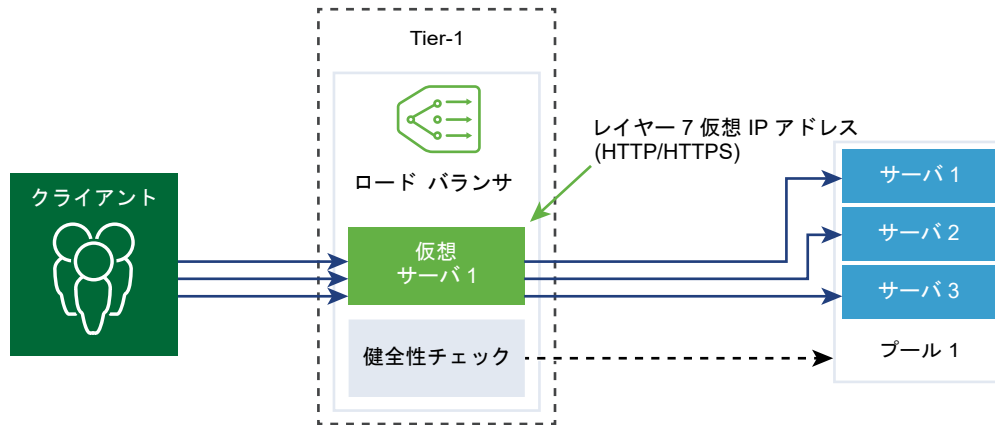 Tier-1
ロード バランサ
レイヤー 7 仮想 IP アドレス
(HTTP/HTTPS)
クライアント
仮想
サーバ 1
健全性チェック
サーバ 1
サーバ 2
サーバ 3
プール 1